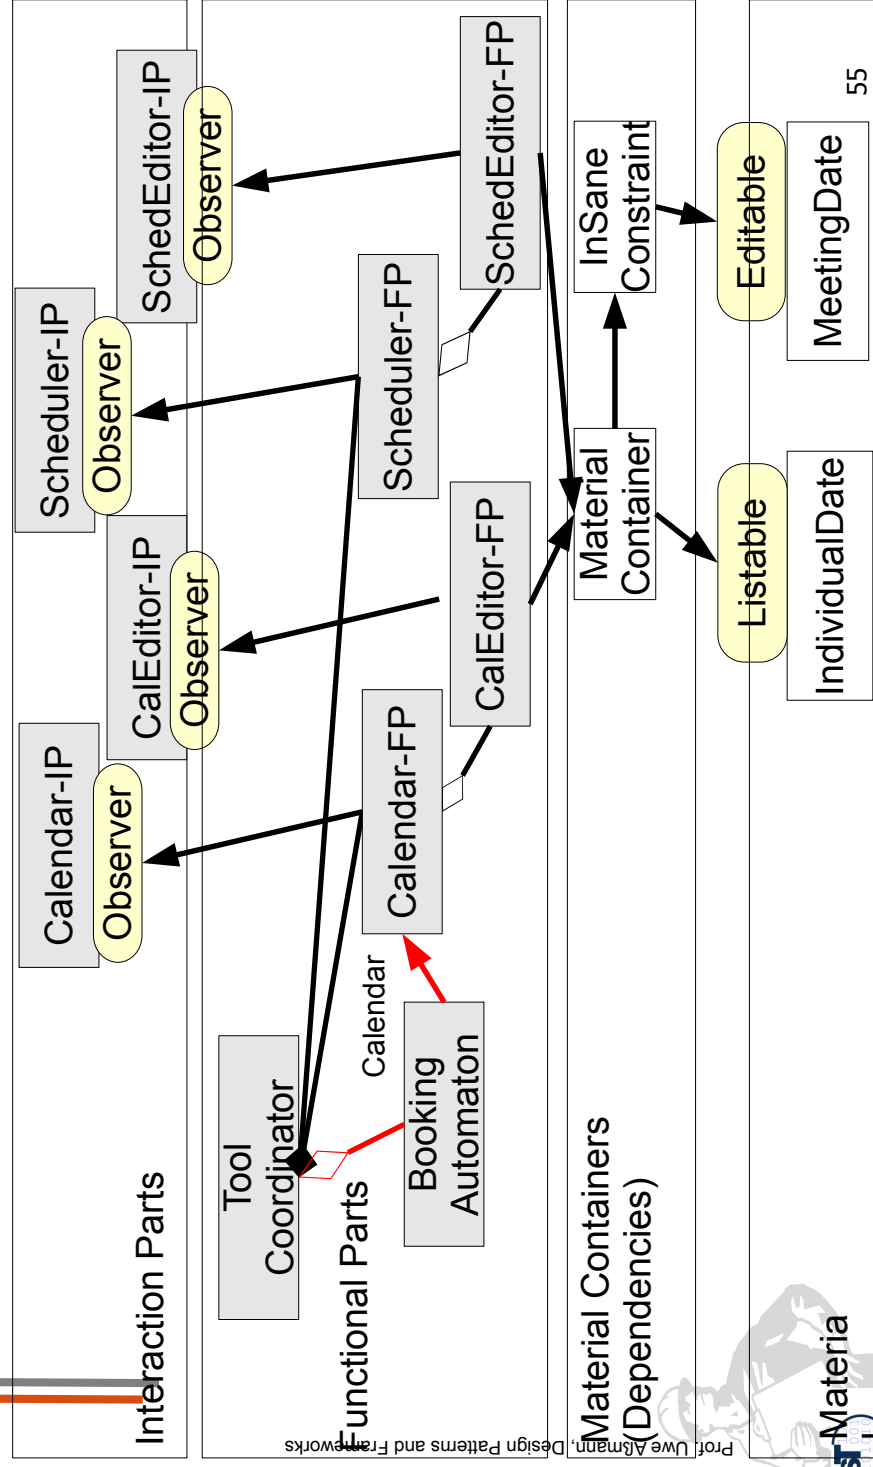 Interaction Parts
Calendar-IP
Observer
CalEditor-IP
Observer
Scheduler-IP
Observer
SchedEditor-IP
Observer
Functional Parts
Tool
Coordinator
Booking
Automaton
Calendar
Calendar-FP
CalEditor-FP
Scheduler-FP
SchedEditor-FP
Material Containers
(Dependencies)
Material
Container
InSane
Constraint
Materia
Listable
IndividualDate
Editable
MeetingDate
55
Prof. Uwe Aßmann, Design Patterns and Frameworks